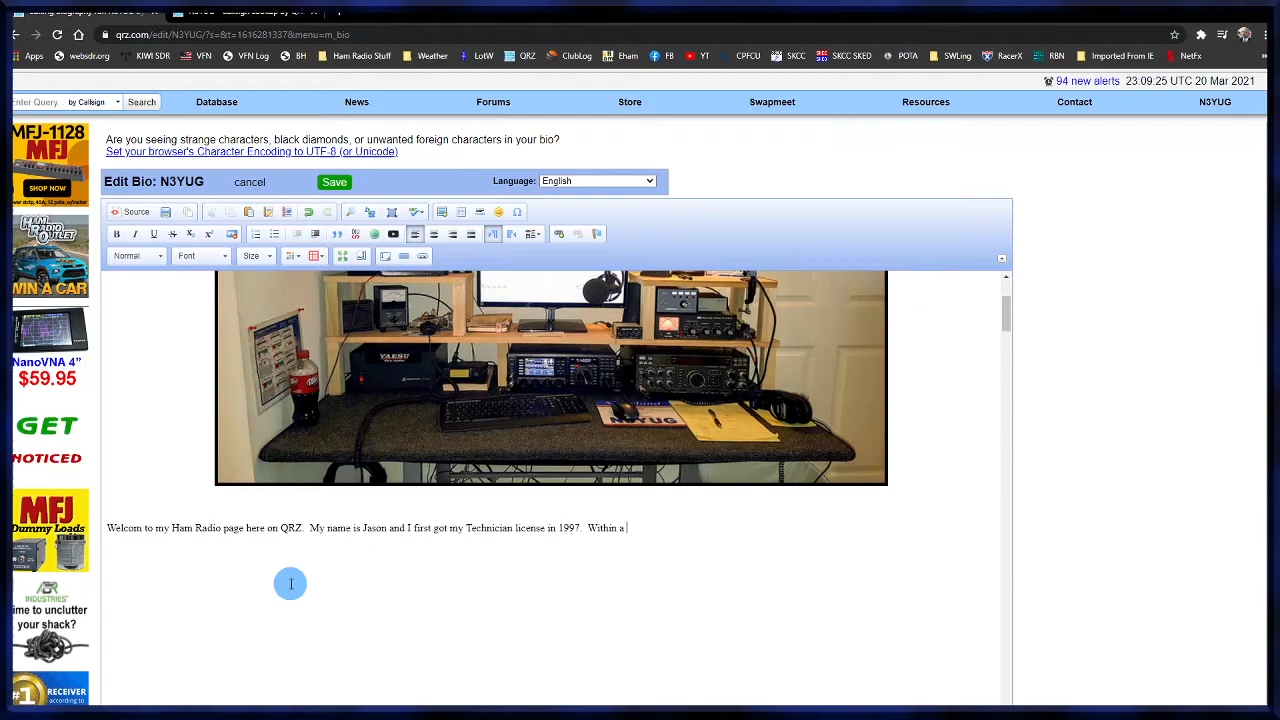 qrz.com/edit/N3YUG/?s=&t=1616281337&menu=m_bio
Apps websdr.org KIWI SDR VFN VFN Log BH Ham Radio Stuff Weather LotW QRZ ClubLog Eham FB YT CPFCU SKCC SKCC SKED POTA SWLing RacerX RBN Imported From IE NetFx
94 new alerts 23:09.25 UTC 20 Mar 2021
nter Query. by Callsign Search Database News Forums Store Swapmeet Resources Contact N3YUG
MFJ-1128
MFJ
SHOP NOW
Are you seeing strange characters, black diamonds, or unwanted foreign characters in your bio?
Set your browser's Character Encoding to UTF-8 (or Unicode)
Edit Bio: N3YUG cancel Save Language: English
Source
Normal Font Size
HAM RADIO OUTLET
WIN A CAR
NanoVNA 4”
$59.95
GET
NOTICED
MFJ
Dummy Loads
INDUSTRIES
ime to unclutter
your shack?
#1 RECEIVER
according to
YAESU
N3YUG
Welcom to my Ham Radio page here on QRZ. My name is Jason and I first got my Technician license in 1997. Within a